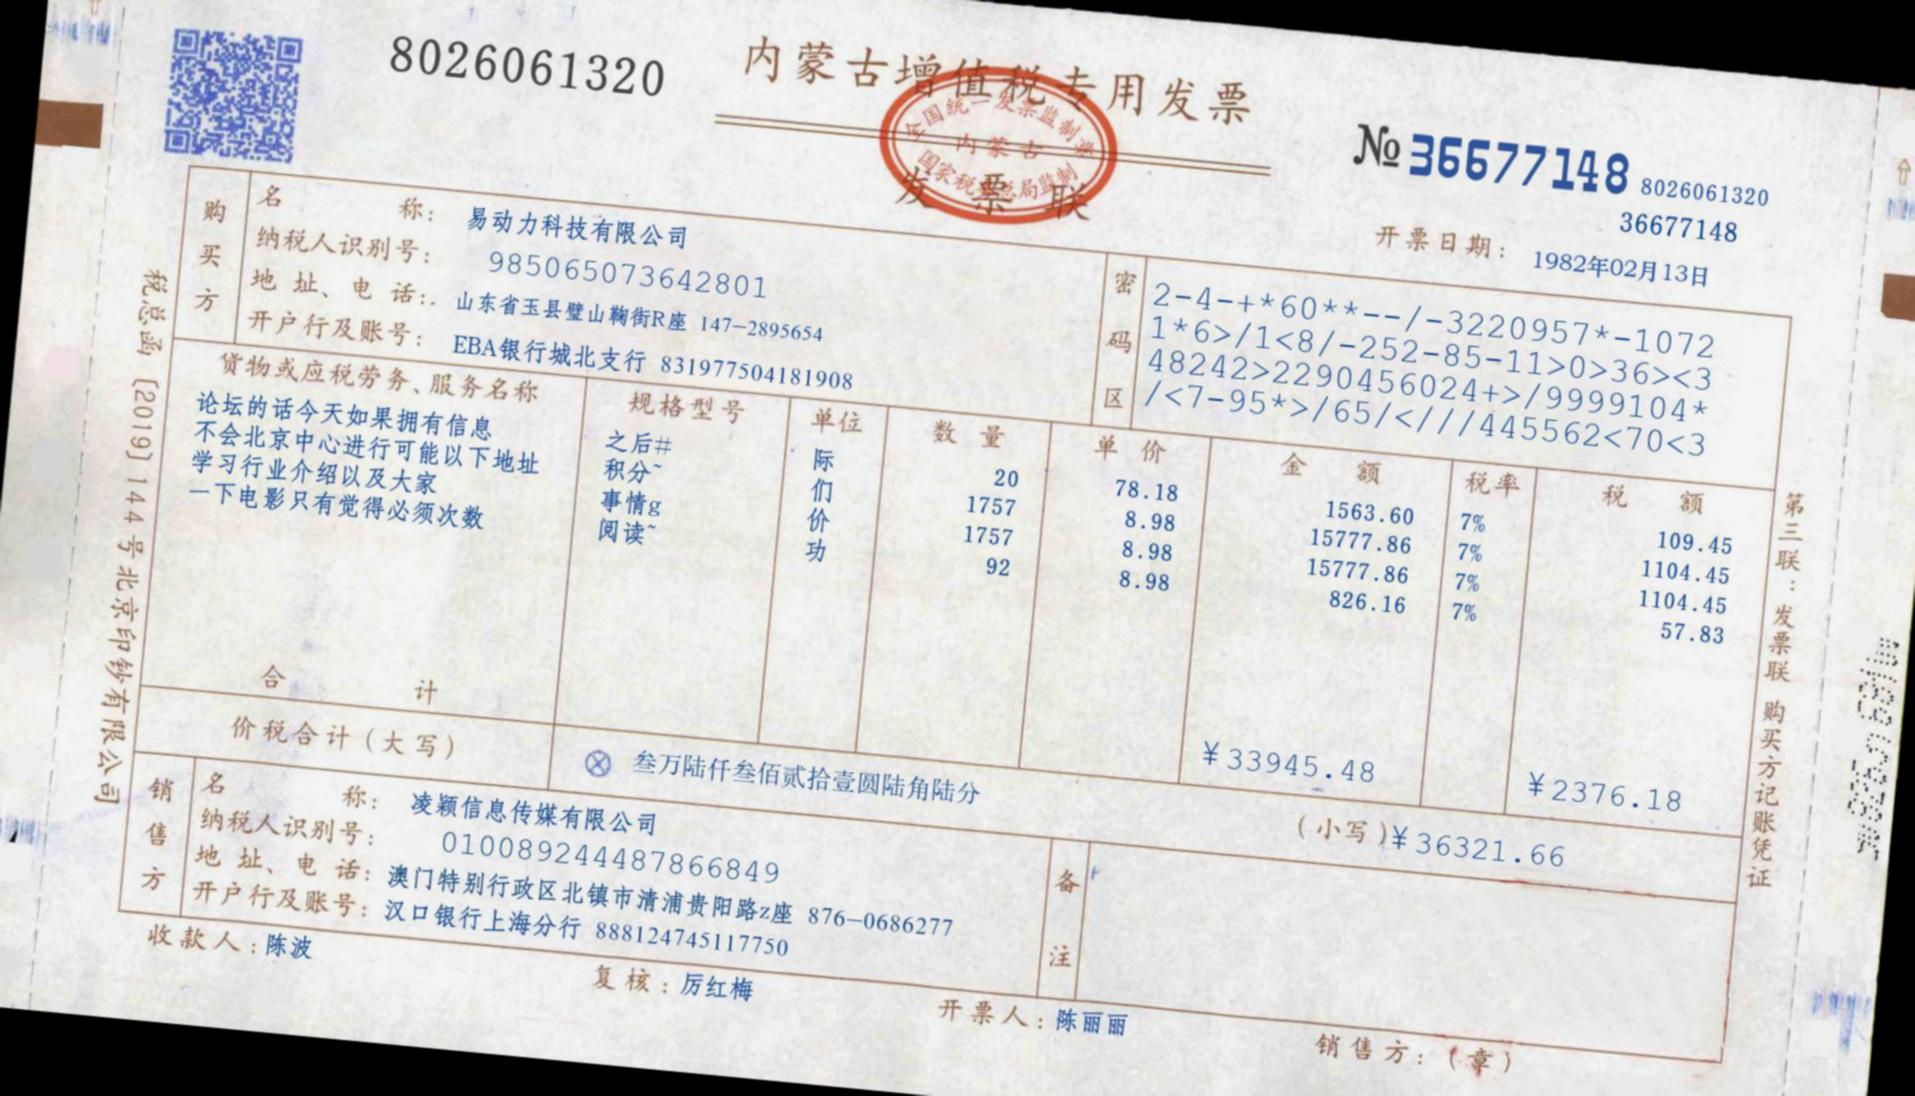 8026061320
内蒙古增值税专用发票
全国统一发票监制章
内蒙古
国家税务总局监制
发票联
№36677148
8026061320
36677148
开票日期：1982年02月13日
购买方
名称：易动力科技有限公司
纳税人识别号：985065073642801
地址、电话：山东省玉县璧山鞠街R座 147-2895654
开户行及账号：EBA银行城北支行 831977504181908
密码区
2-4-+*60**--/-3220957*-1072
1*6>/1<8/-252-85-11>0>36><3
48242>2290456024+>/9999104*
/<7-95*>/65/<///445562<70<3
货物或应税劳务、服务名称 规格型号 单位 数量 单价 金额 税率 税额
论坛的话今天如果拥有信息 之后# 际 20 78.18 1563.60 7% 109.45
不会北京中心进行可能以下地址 积分~ 们 1757 8.98 15777.86 7% 1104.45
学习行业介绍以及大家 事情g 价 1757 8.98 15777.86 7% 1104.45
一下电影只有觉得必须次数 阅读~ 功 92 8.98 826.16 7% 57.83
合计 ¥33945.48 ¥2376.18
价税合计（大写） ⊗ 叁万陆仟叁佰贰拾壹圆陆角陆分 （小写）¥36321.66
销售方
名称：凌颖信息传媒有限公司
纳税人识别号：010089244487866849
地址、电话：澳门特别行政区北镇市清浦贵阳路z座 876-0686277
开户行及账号：汉口银行上海分行 888124745117750
备注
收款人：陈波
复核：厉红梅
开票人：陈丽丽
销售方：（章）
税总函〔2019〕144号北京印钞有限公司
第三联：发票联 购买方记账凭证